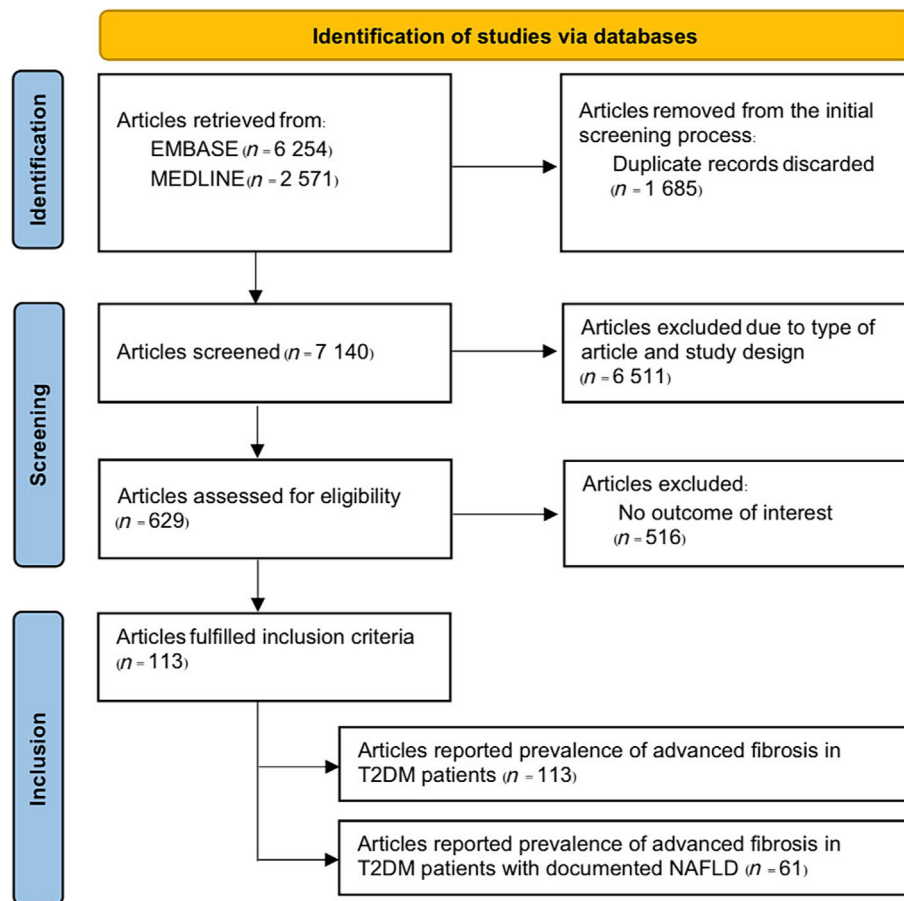 Identification of studies via databases
Identification
Articles retrieved from:
EMBASE (n = 6 254)
MEDLINE (n = 2 571)
Articles removed from the initial
screening process:
Duplicate records discarded
(n = 1 685)
Screening
Articles screened (n = 7 140)
Articles excluded due to type of
article and study design
(n = 6 511)
Articles assessed for eligibility
(n = 629)
Articles excluded:
No outcome of interest
(n = 516)
Inclusion
Articles fulfilled inclusion criteria
(n = 113)
Articles reported prevalence of advanced fibrosis in
T2DM patients (n = 113)
Articles reported prevalence of advanced fibrosis in
T2DM patients with documented NAFLD (n = 61)